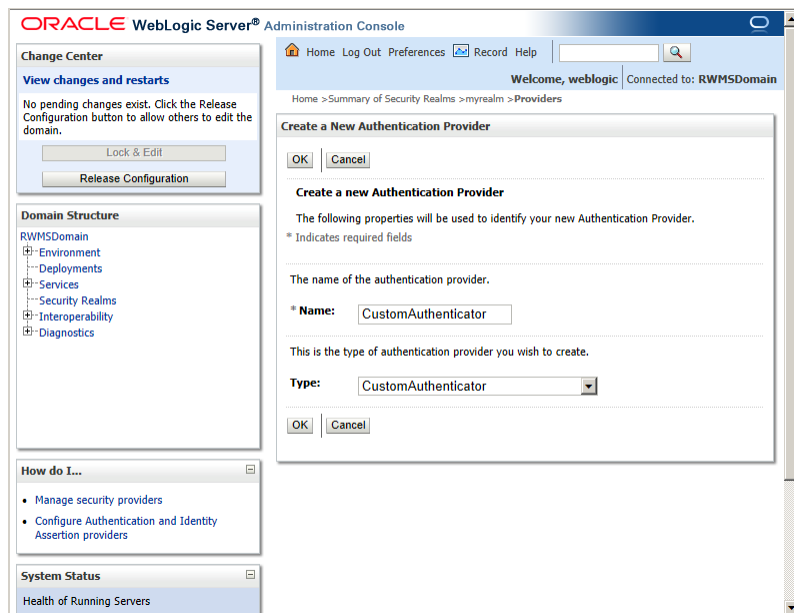 ORACLE WebLogic Server® Administration Console
Change Center
View changes and restarts
No pending changes exist. Click the Release
Configuration button to allow others to edit the
domain.
Lock & Edit
Release Configuration
Domain Structure
RWMSDomain
Environment
Deployments
Services
Security Realms
Interoperability
Diagnostics
How do I...
Manage security providers
Configure Authentication and Identity
Assertion providers
System Status
Health of Running Servers
Home Log Out Preferences Record Help
Welcome, weblogic Connected to: RWMSDomain
Home >Summary of Security Realms >myrealm >Providers
Create a New Authentication Provider
OK Cancel
Create a new Authentication Provider
The following properties will be used to identify your new Authentication Provider.
* Indicates required fields
The name of the authentication provider.
* Name: CustomAuthenticator
This is the type of authentication provider you wish to create.
Type: CustomAuthenticator
OK Cancel